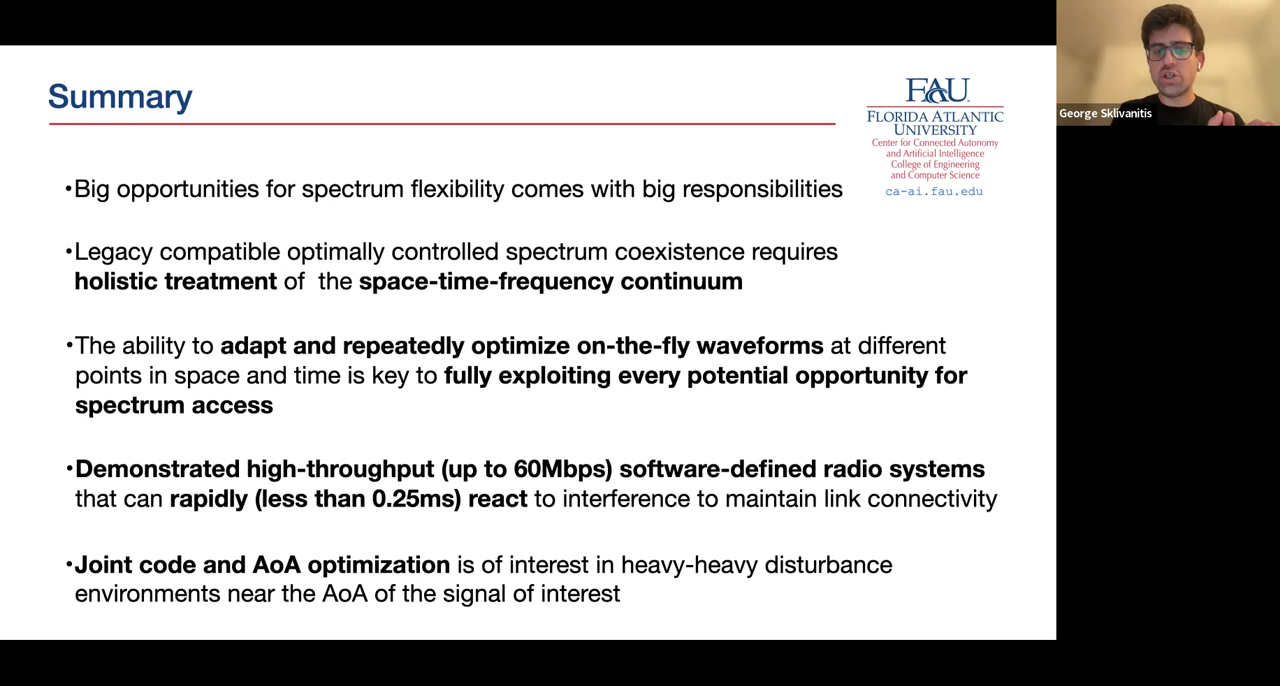 Summary
FAU
FLORIDA ATLANTIC
UNIVERSITY
Center for Connected Autonomy
and Artificial Intelligence
College of Engineering
and Computer Science
ca-ai.fau.edu
George Sklivanitis
•Big opportunities for spectrum flexibility comes with big responsibilities
•Legacy compatible optimally controlled spectrum coexistence requires
holistic treatment of the space-time-frequency continuum
•The ability to adapt and repeatedly optimize on-the-fly waveforms at different
points in space and time is key to fully exploiting every potential opportunity for
spectrum access
•Demonstrated high-throughput (up to 60Mbps) software-defined radio systems
that can rapidly (less than 0.25ms) react to interference to maintain link connectivity
•Joint code and AoA optimization is of interest in heavy-heavy disturbance
environments near the AoA of the signal of interest